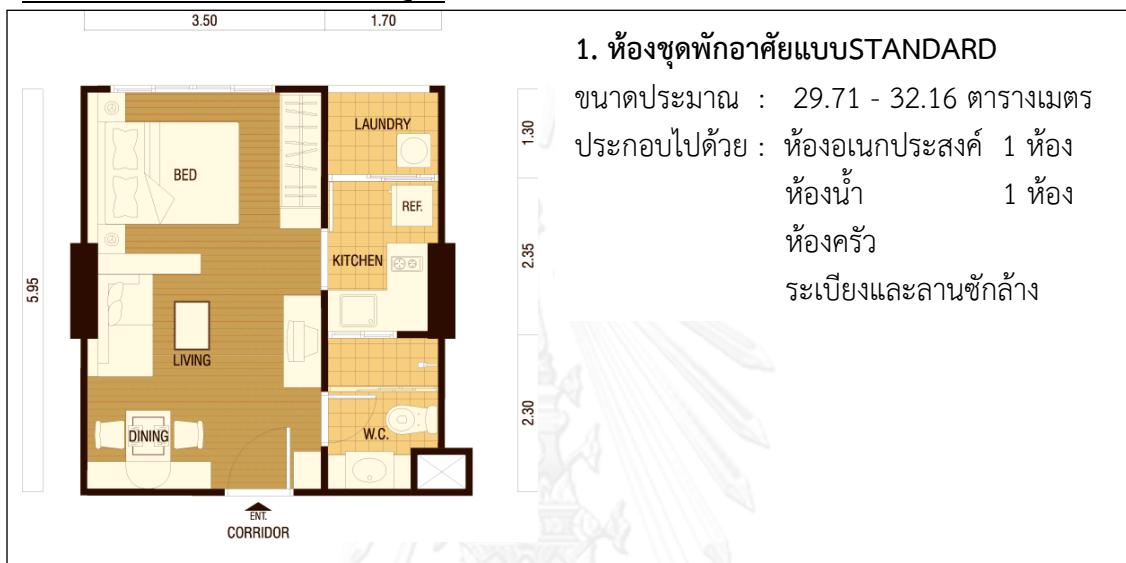 3.50 1.70
1. ห้องชุดพักอาศัยแบบSTANDARD
ขนาดประมาณ : 29.71 - 32.16 ตารางเมตร
ประกอบไปด้วย : ห้องอเนกประสงค์ 1 ห้อง
ห้องน้ำ 1 ห้อง
ห้องครัว
ระเบียงและลานซักล้าง
LAUNDRY
1.30
BED
REF.
KITCHEN
2.35
5.95
LIVING
2.30
DINING
W.C.
ENT.
CORRIDOR